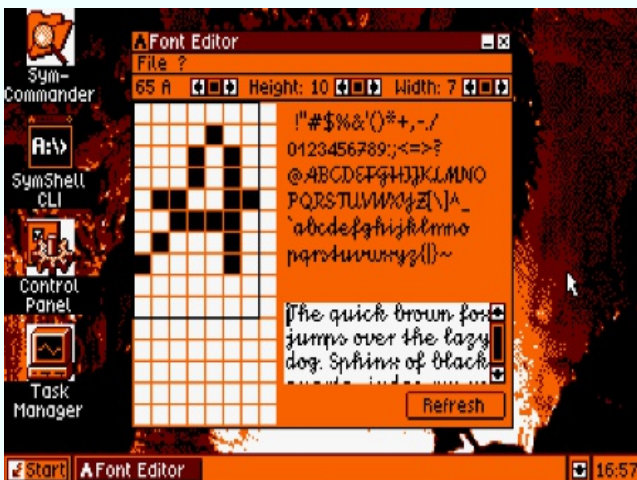 Font Editor
File ?
65 A Height: 10 Width: 7
Sym-
Commander
A:\>
SymShell
CLI
Control
Panel
Task
Manager
!"#$%&'()*+,-./
0123456789:;<=>?
@ABCDEFGHIJKLMNO
PQRSTUVWXYZ[\]^_
`abcdefghijklmno
pqrstuvwxyz{|}~
The quick brown fox
jumps over the lazy
dog. Sphinx of black
Refresh
Start Font Editor 16:57